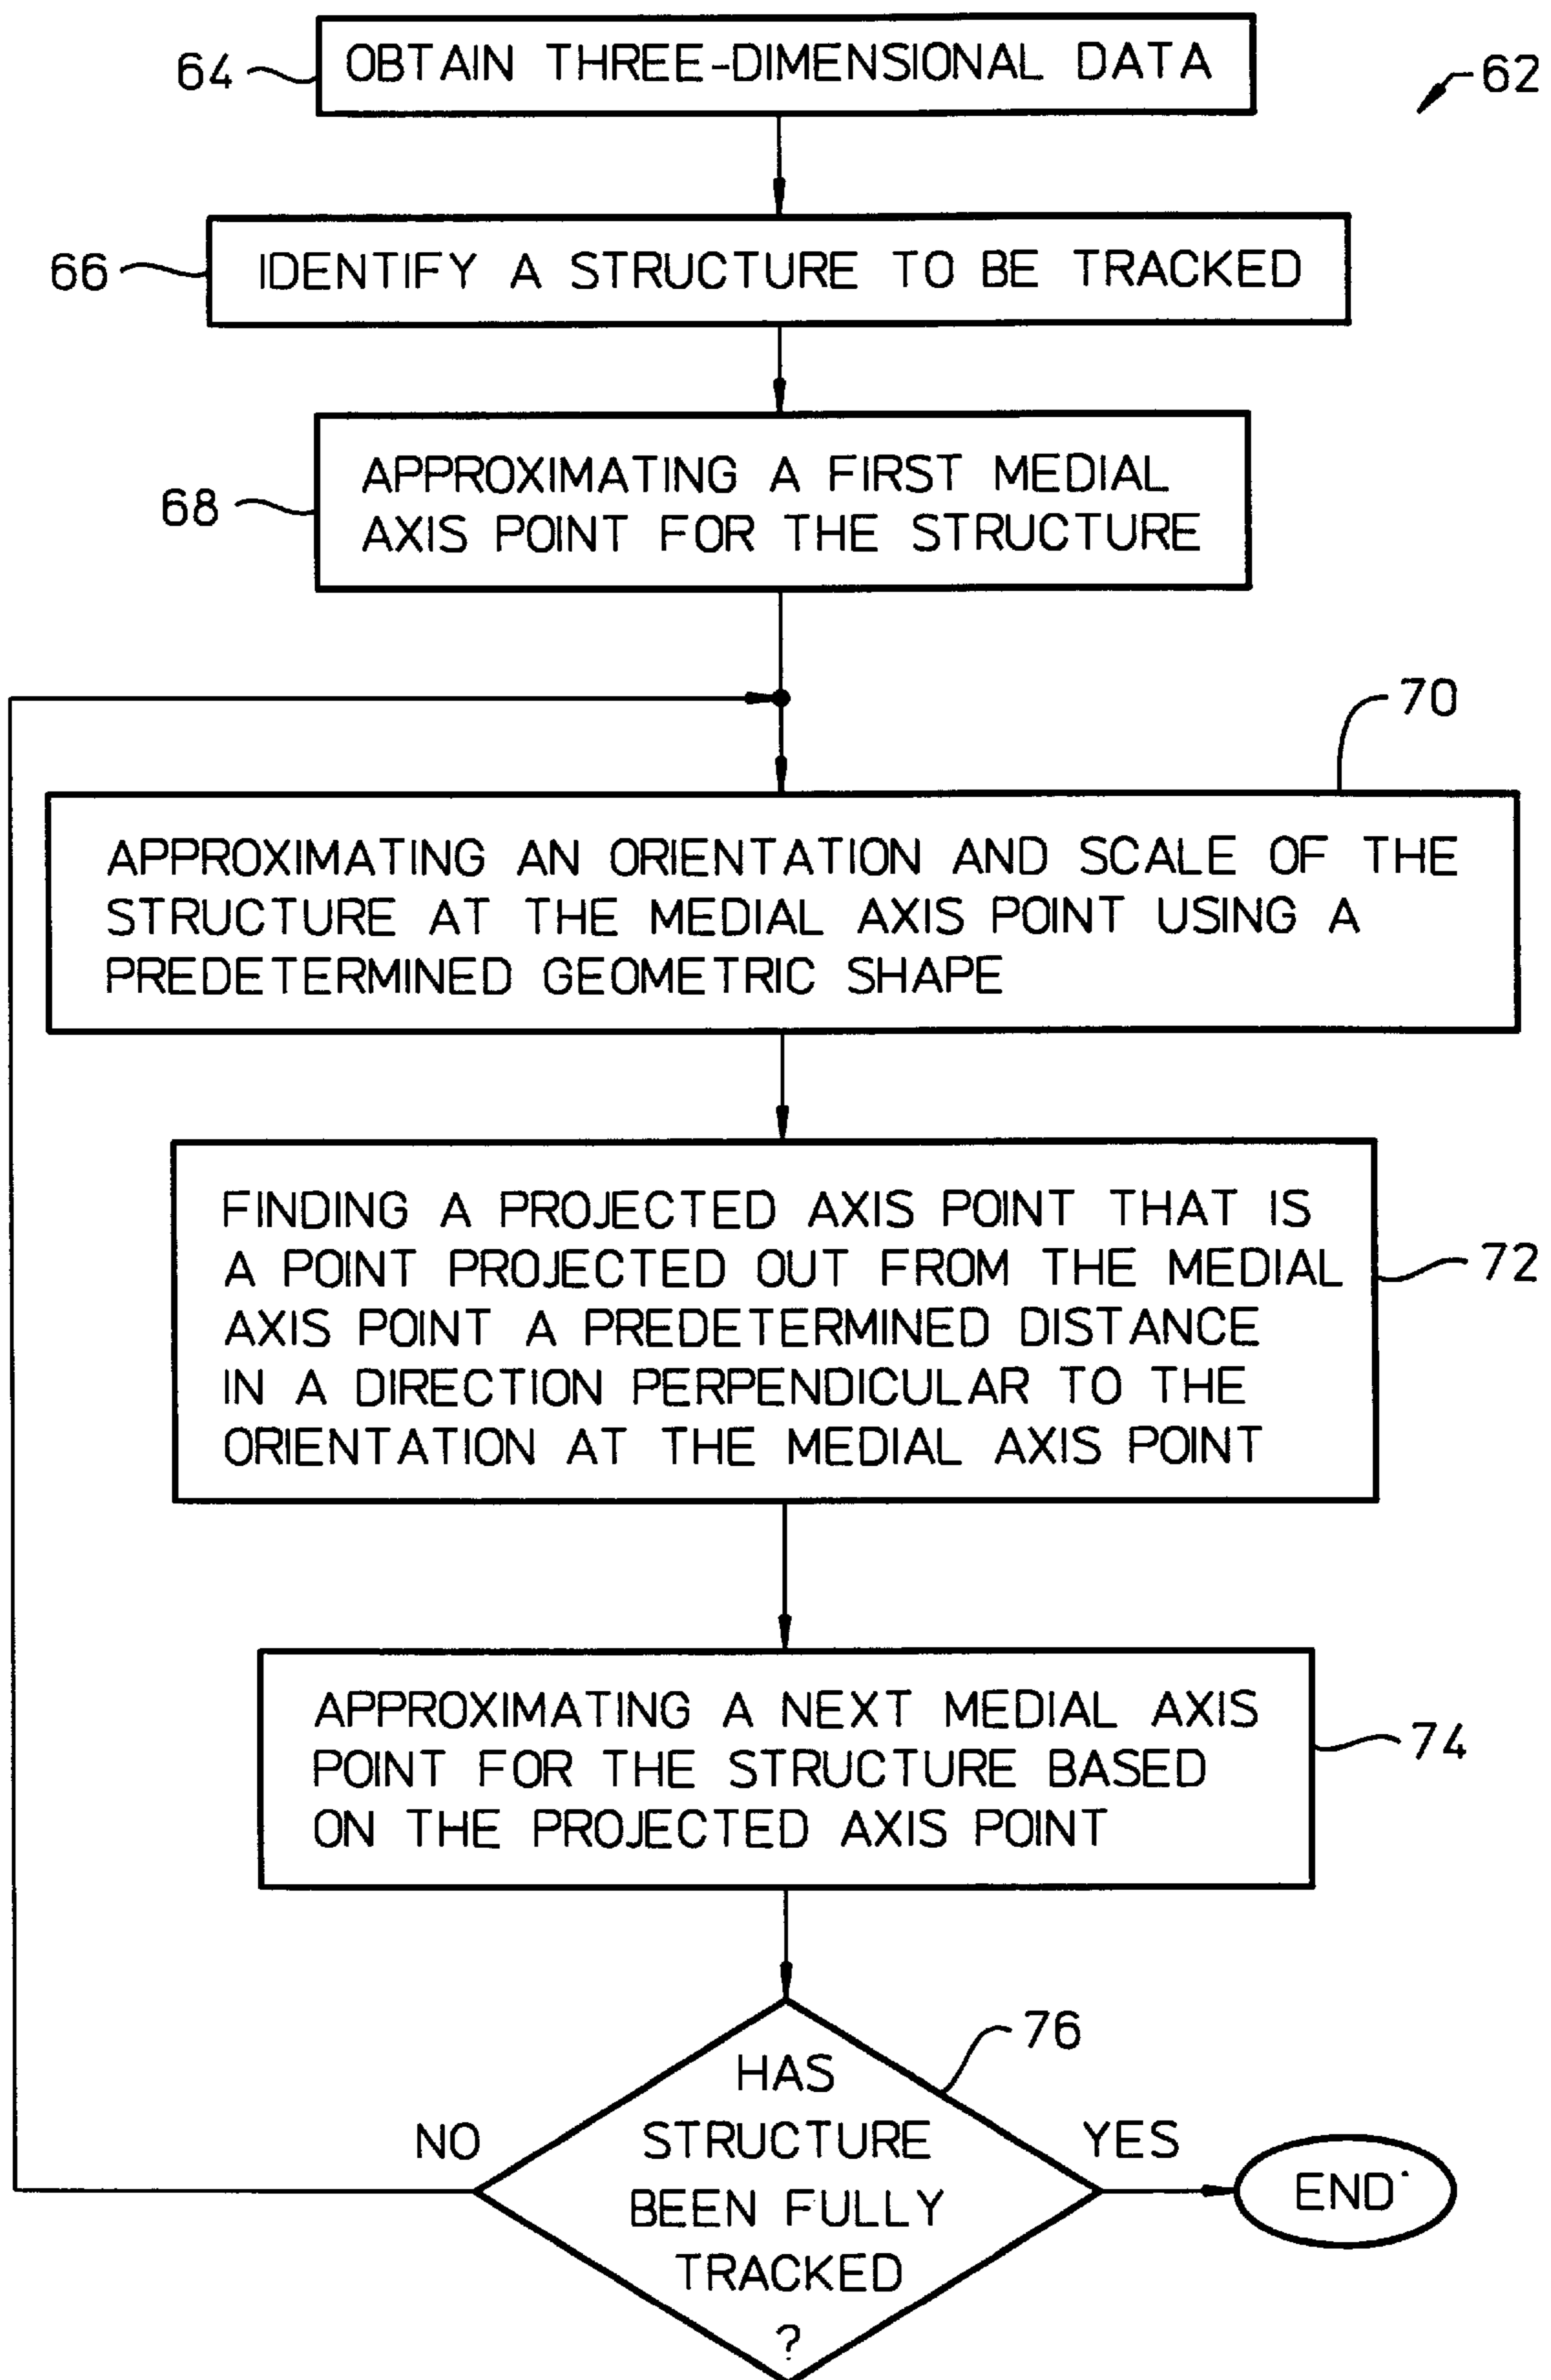 64
OBTAIN THREE-DIMENSIONAL DATA
62
66
IDENTIFY A STRUCTURE TO BE TRACKED
68
APPROXIMATING A FIRST MEDIAL
AXIS POINT FOR THE STRUCTURE
70
APPROXIMATING AN ORIENTATION AND SCALE OF THE
STRUCTURE AT THE MEDIAL AXIS POINT USING A
PREDETERMINED GEOMETRIC SHAPE
FINDING A PROJECTED AXIS POINT THAT IS
A POINT PROJECTED OUT FROM THE MEDIAL
AXIS POINT A PREDETERMINED DISTANCE
IN A DIRECTION PERPENDICULAR TO THE
ORIENTATION AT THE MEDIAL AXIS POINT
72
APPROXIMATING A NEXT MEDIAL AXIS
POINT FOR THE STRUCTURE BASED
ON THE PROJECTED AXIS POINT
74
76
HAS
STRUCTURE
BEEN FULLY
TRACKED
?
NO
YES
END